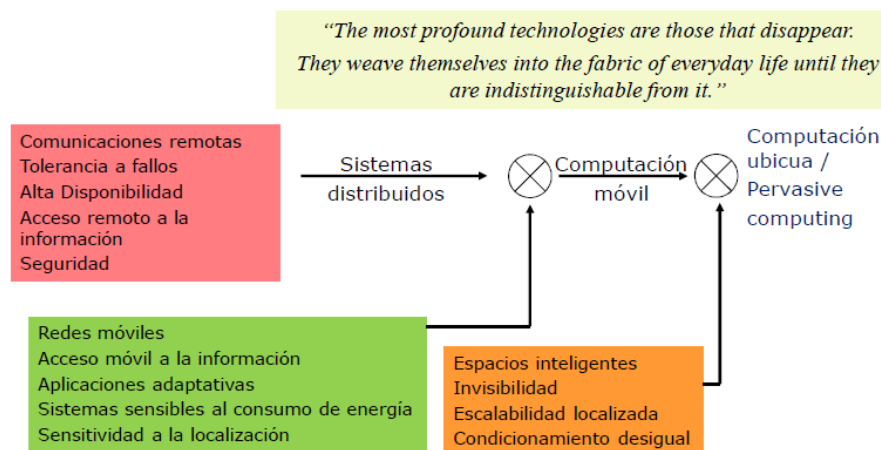 “The most profound technologies are those that disappear.
They weave themselves into the fabric of everyday life until they
are indistinguishable from it.”
Comunicaciones remotas
Tolerancia a fallos
Alta Disponibilidad
Acceso remoto a la
información
Seguridad
Sistemas
distribuidos
Computación
móvil
Computación
ubicua /
Pervasive
computing
Redes móviles
Acceso móvil a la información
Aplicaciones adaptativas
Sistemas sensibles al consumo de energía
Sensitividad a la localización
Espacios inteligentes
Invisibilidad
Escalabilidad localizada
Condicionamiento desigual